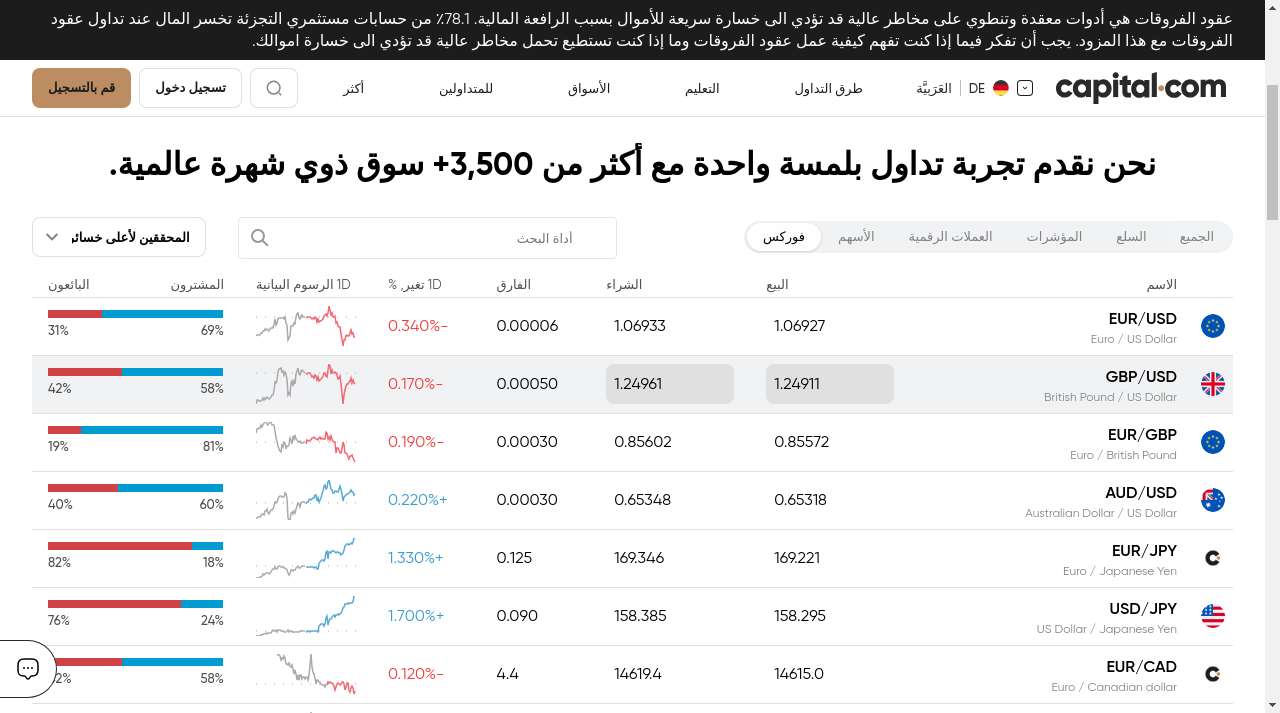 عقود الفروقات هي أدوات معقدة وتنطوي على مخاطر عالية قد تؤدي الى خسارة سريعة للأموال بسبب الرافعة المالية. 78.1٪ من حسابات مستثمري التجزئة تخسر المال عند تداول عقود
الفروقات مع هذا المزود. يجب أن تفكر فيما إذا كنت تفهم كيفية عمل عقود الفروقات وما إذا كنت تستطيع تحمل مخاطر عالية قد تؤدي الى خسارة اموالك.
capital.com
DE العَرَبيَّة
طرق التداول
التعليم
الأسواق
للمتداولين
أكثر
تسجيل دخول
قم بالتسجيل
نحن نقدم تجربة تداول بلمسة واحدة مع أكثر من 3,500+ سوق ذوي شهرة عالمية.
الجميع السلع المؤشرات العملات الرقمية الأسهم فوركس
أداة البحث
المحققين لأعلى خسائر
الاسم البيع الشراء الفارق 1D تغير, % 1D الرسوم البيانية المشترون البائعون
EUR/USD 1.06927 1.06933 0.00006 0.340%- 69% 31%
Euro / US Dollar
GBP/USD 1.24911 1.24961 0.00050 0.170%- 58% 42%
British Pound / US Dollar
EUR/GBP 0.85572 0.85602 0.00030 0.190%- 81% 19%
Euro / British Pound
AUD/USD 0.65318 0.65348 0.00030 0.220%+ 60% 40%
Australian Dollar / US Dollar
EUR/JPY 169.221 169.346 0.125 1.330%+ 18% 82%
Euro / Japanese Yen
USD/JPY 158.295 158.385 0.090 1.700%+ 24% 76%
US Dollar / Japanese Yen
EUR/CAD 14615.0 14619.4 4.4 0.120%- 58%
Euro / Canadian dollar